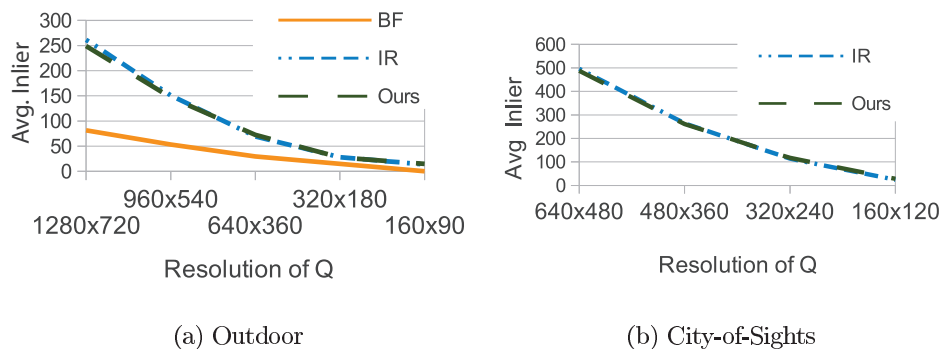 300
250
200
150
100
50
0
Avg. Inlier
BF
IR
Ours
960x540 320x180
1280x720 640x360 160x90
Resolution of Q
(a) Outdoor
600
500
400
300
200
100
0
Avg Inlier
IR
Ours
640x480 480x360 320x240 160x120
Resolution of Q
(b) City-of-Sights